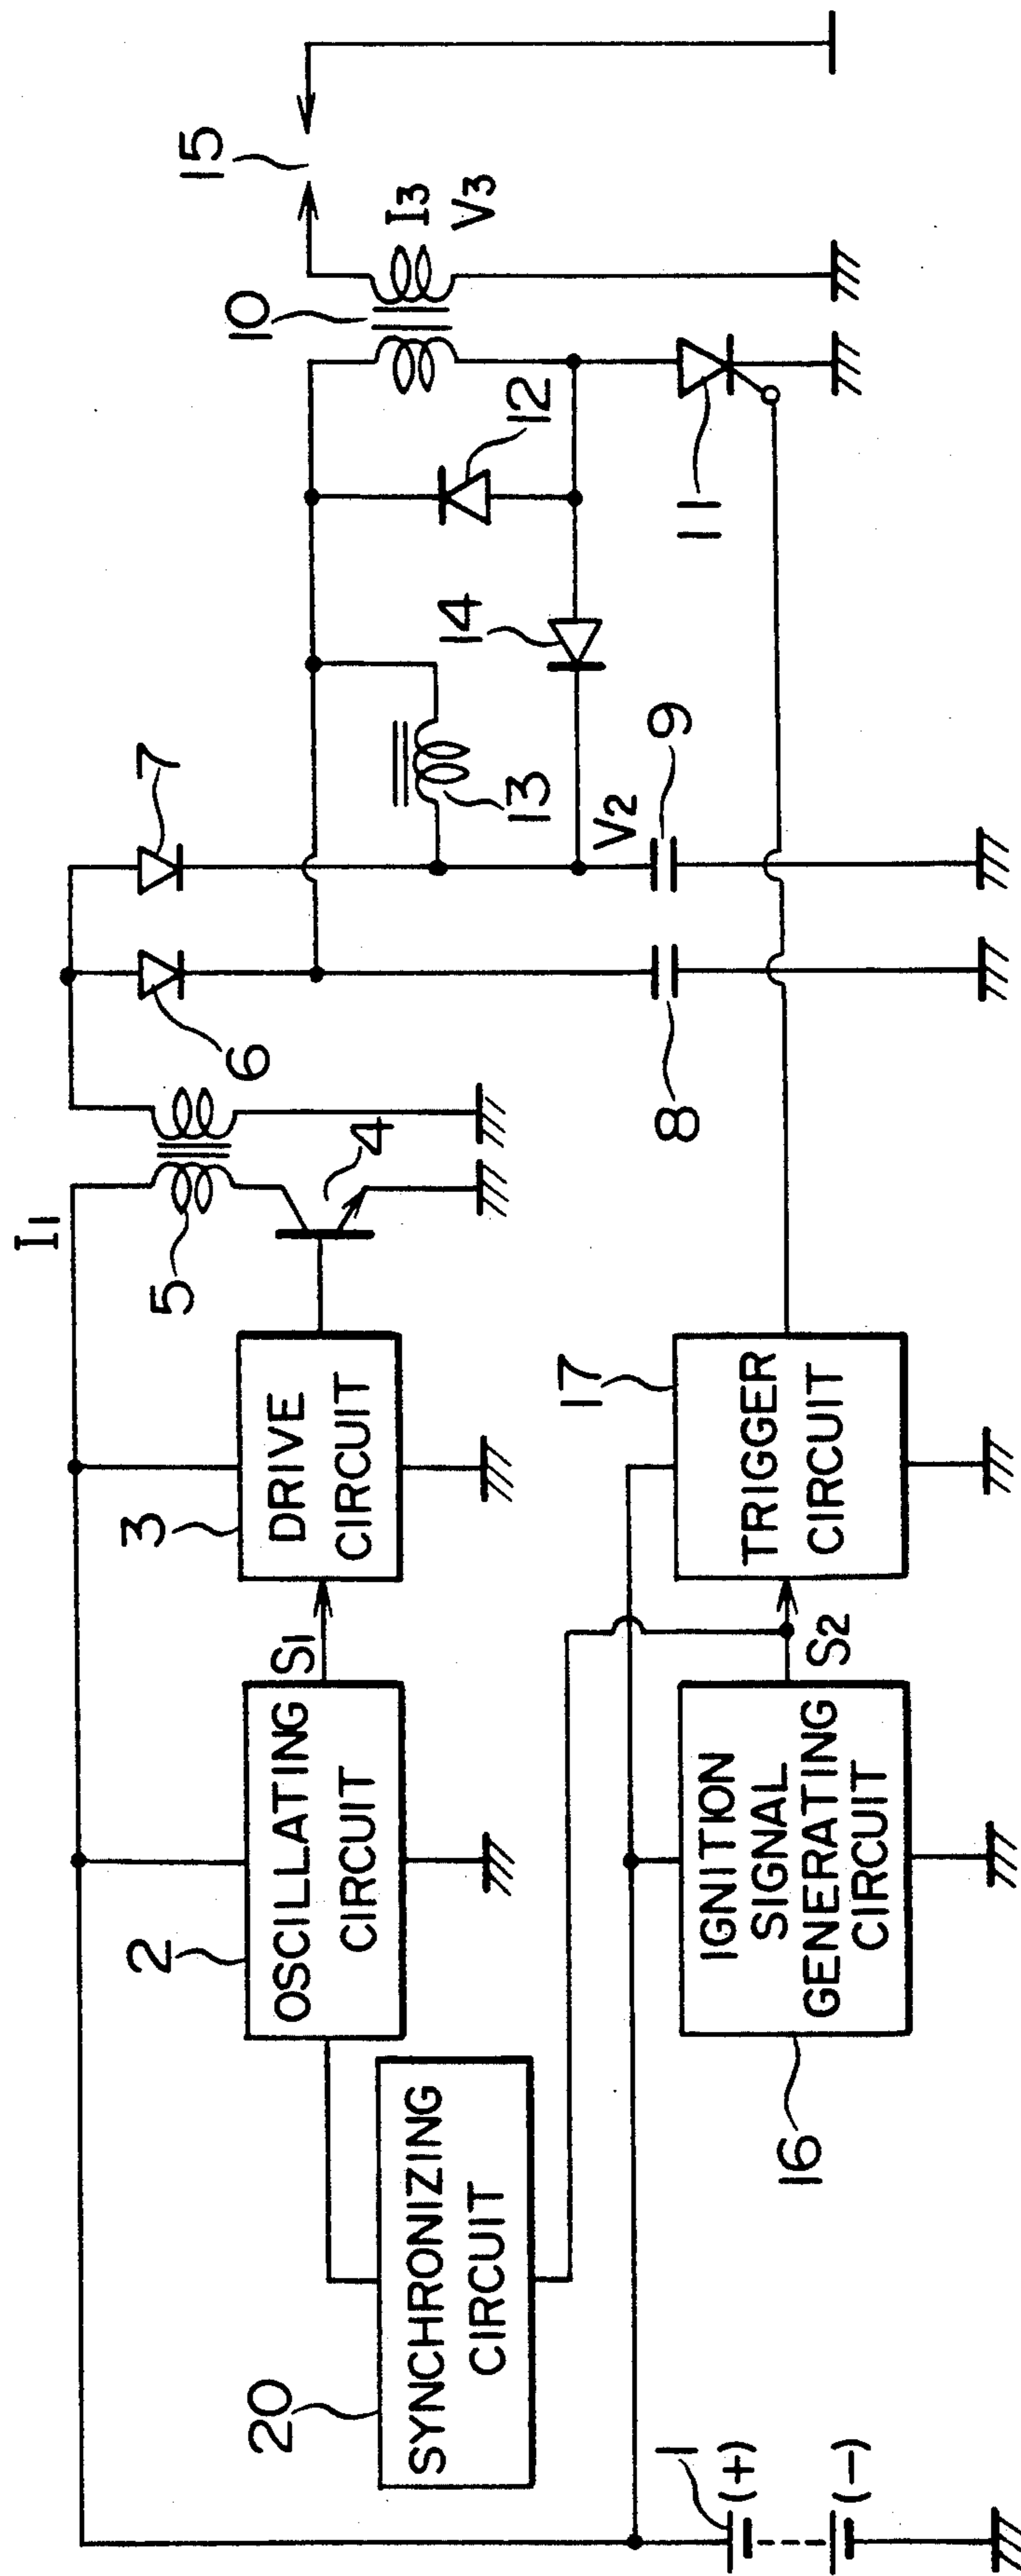 I1
5
4
6
7
3
DRIVE
CIRCUIT
S1
2
OSCILLATING
CIRCUIT
20
SYNCHRONIZING
CIRCUIT
8
9
V2
13
14
12
10
I3
V3
15
11
17
TRIGGER
CIRCUIT
S2
IGNITION
SIGNAL
GENERATING
CIRCUIT
16
1
(+)
(-)